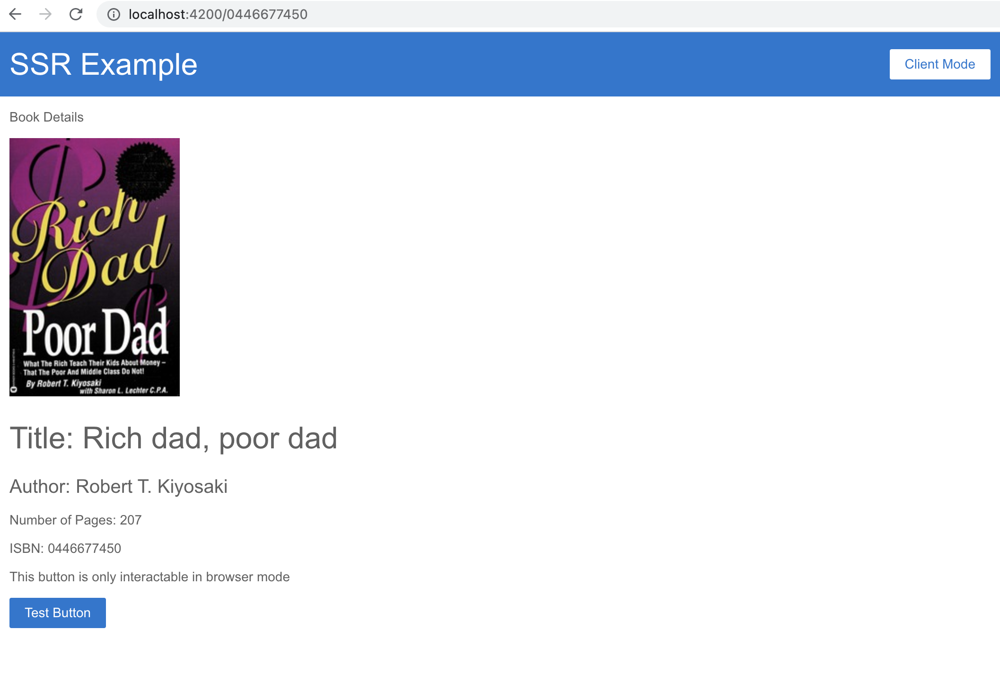 localhost:4200/0446677450
SSR Example
Client Mode
Book Details
Rich
Dad
Poor Dad
What The Rich Teach Their Kids About Money –
That The Poor And Middle Class Do Not!
By Robert T. Kiyosaki
with Sharon L. Lechter C.P.A.
Title: Rich dad, poor dad
Author: Robert T. Kiyosaki
Number of Pages: 207
ISBN: 0446677450
This button is only interactable in browser mode
Test Button